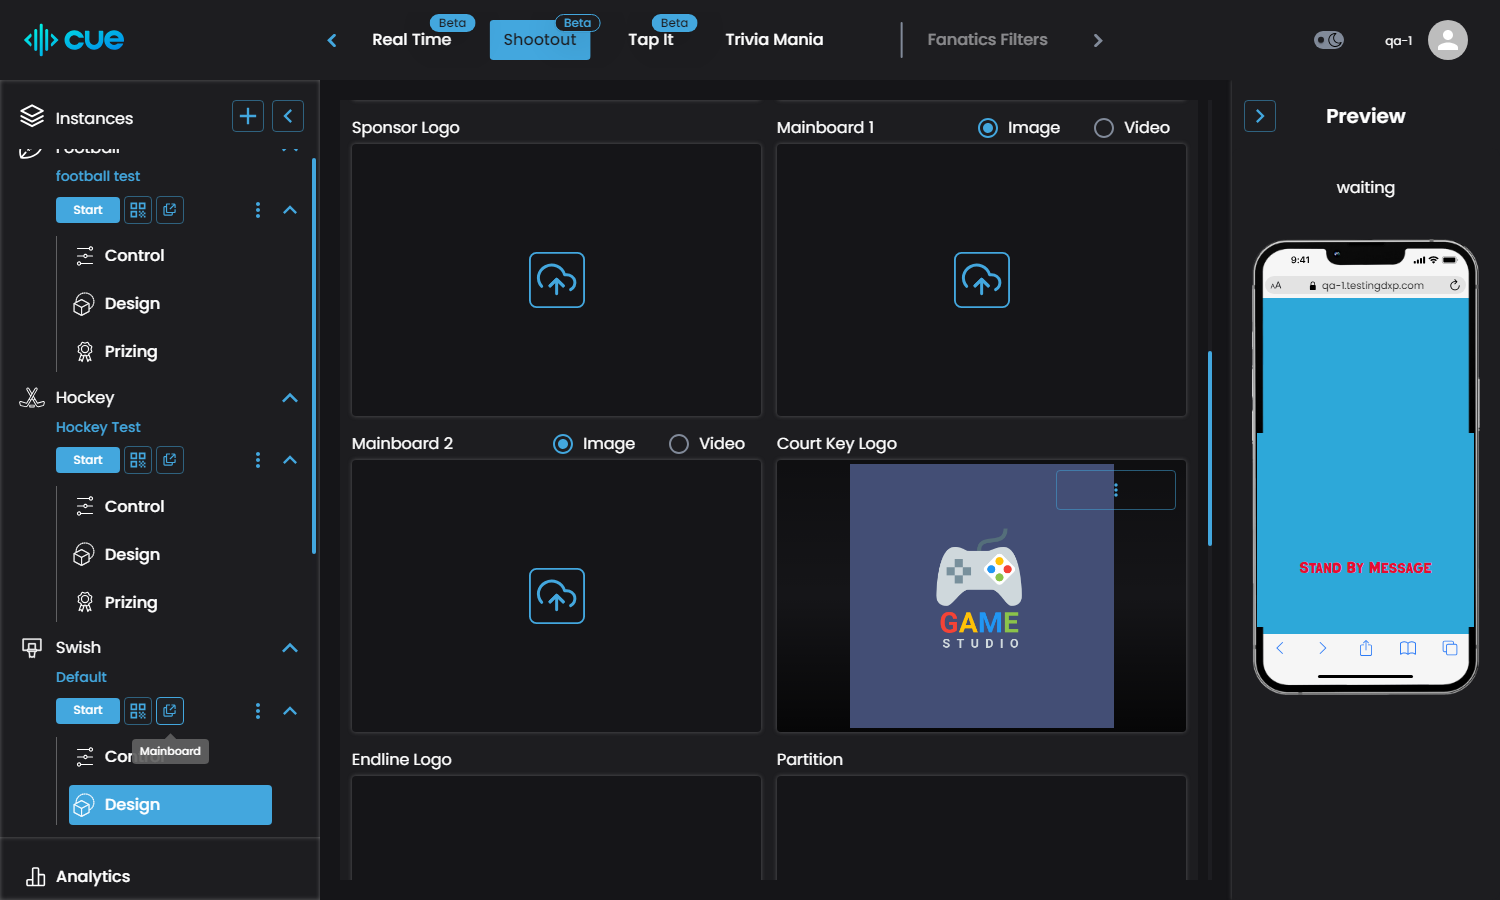 cue
Real Time
Beta
Shootout
Beta
Tap It
Beta
Trivia Mania
Fanatics Filters
qa-1
Instances
Football
football test
Start
Control
Design
Prizing
Hockey
Hockey Test
Start
Control
Design
Prizing
Swish
Default
Start
Mainboard
Control
Design
Analytics
Sponsor Logo
Mainboard 1
Image
Video
Mainboard 2
Image
Video
Court Key Logo
GAME
STUDIO
Endline Logo
Partition
Preview
waiting
9:41
AA
qa-1.testingdxp.com
Stand By Message